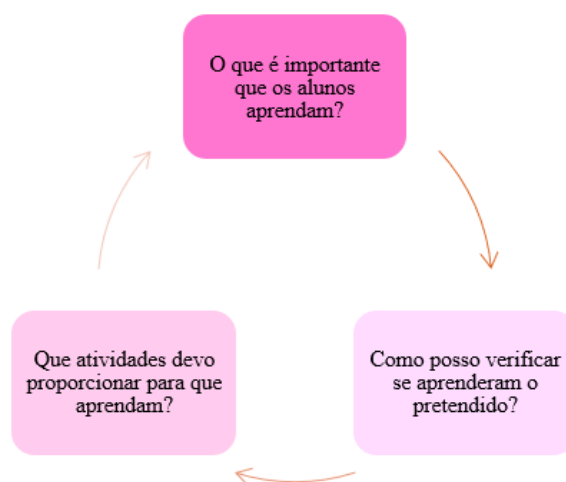 O que é importante
que os alunos
aprendam?
Como posso verificar
se aprenderam o
pretendido?
Que atividades devo
proporcionar para que
aprendam?